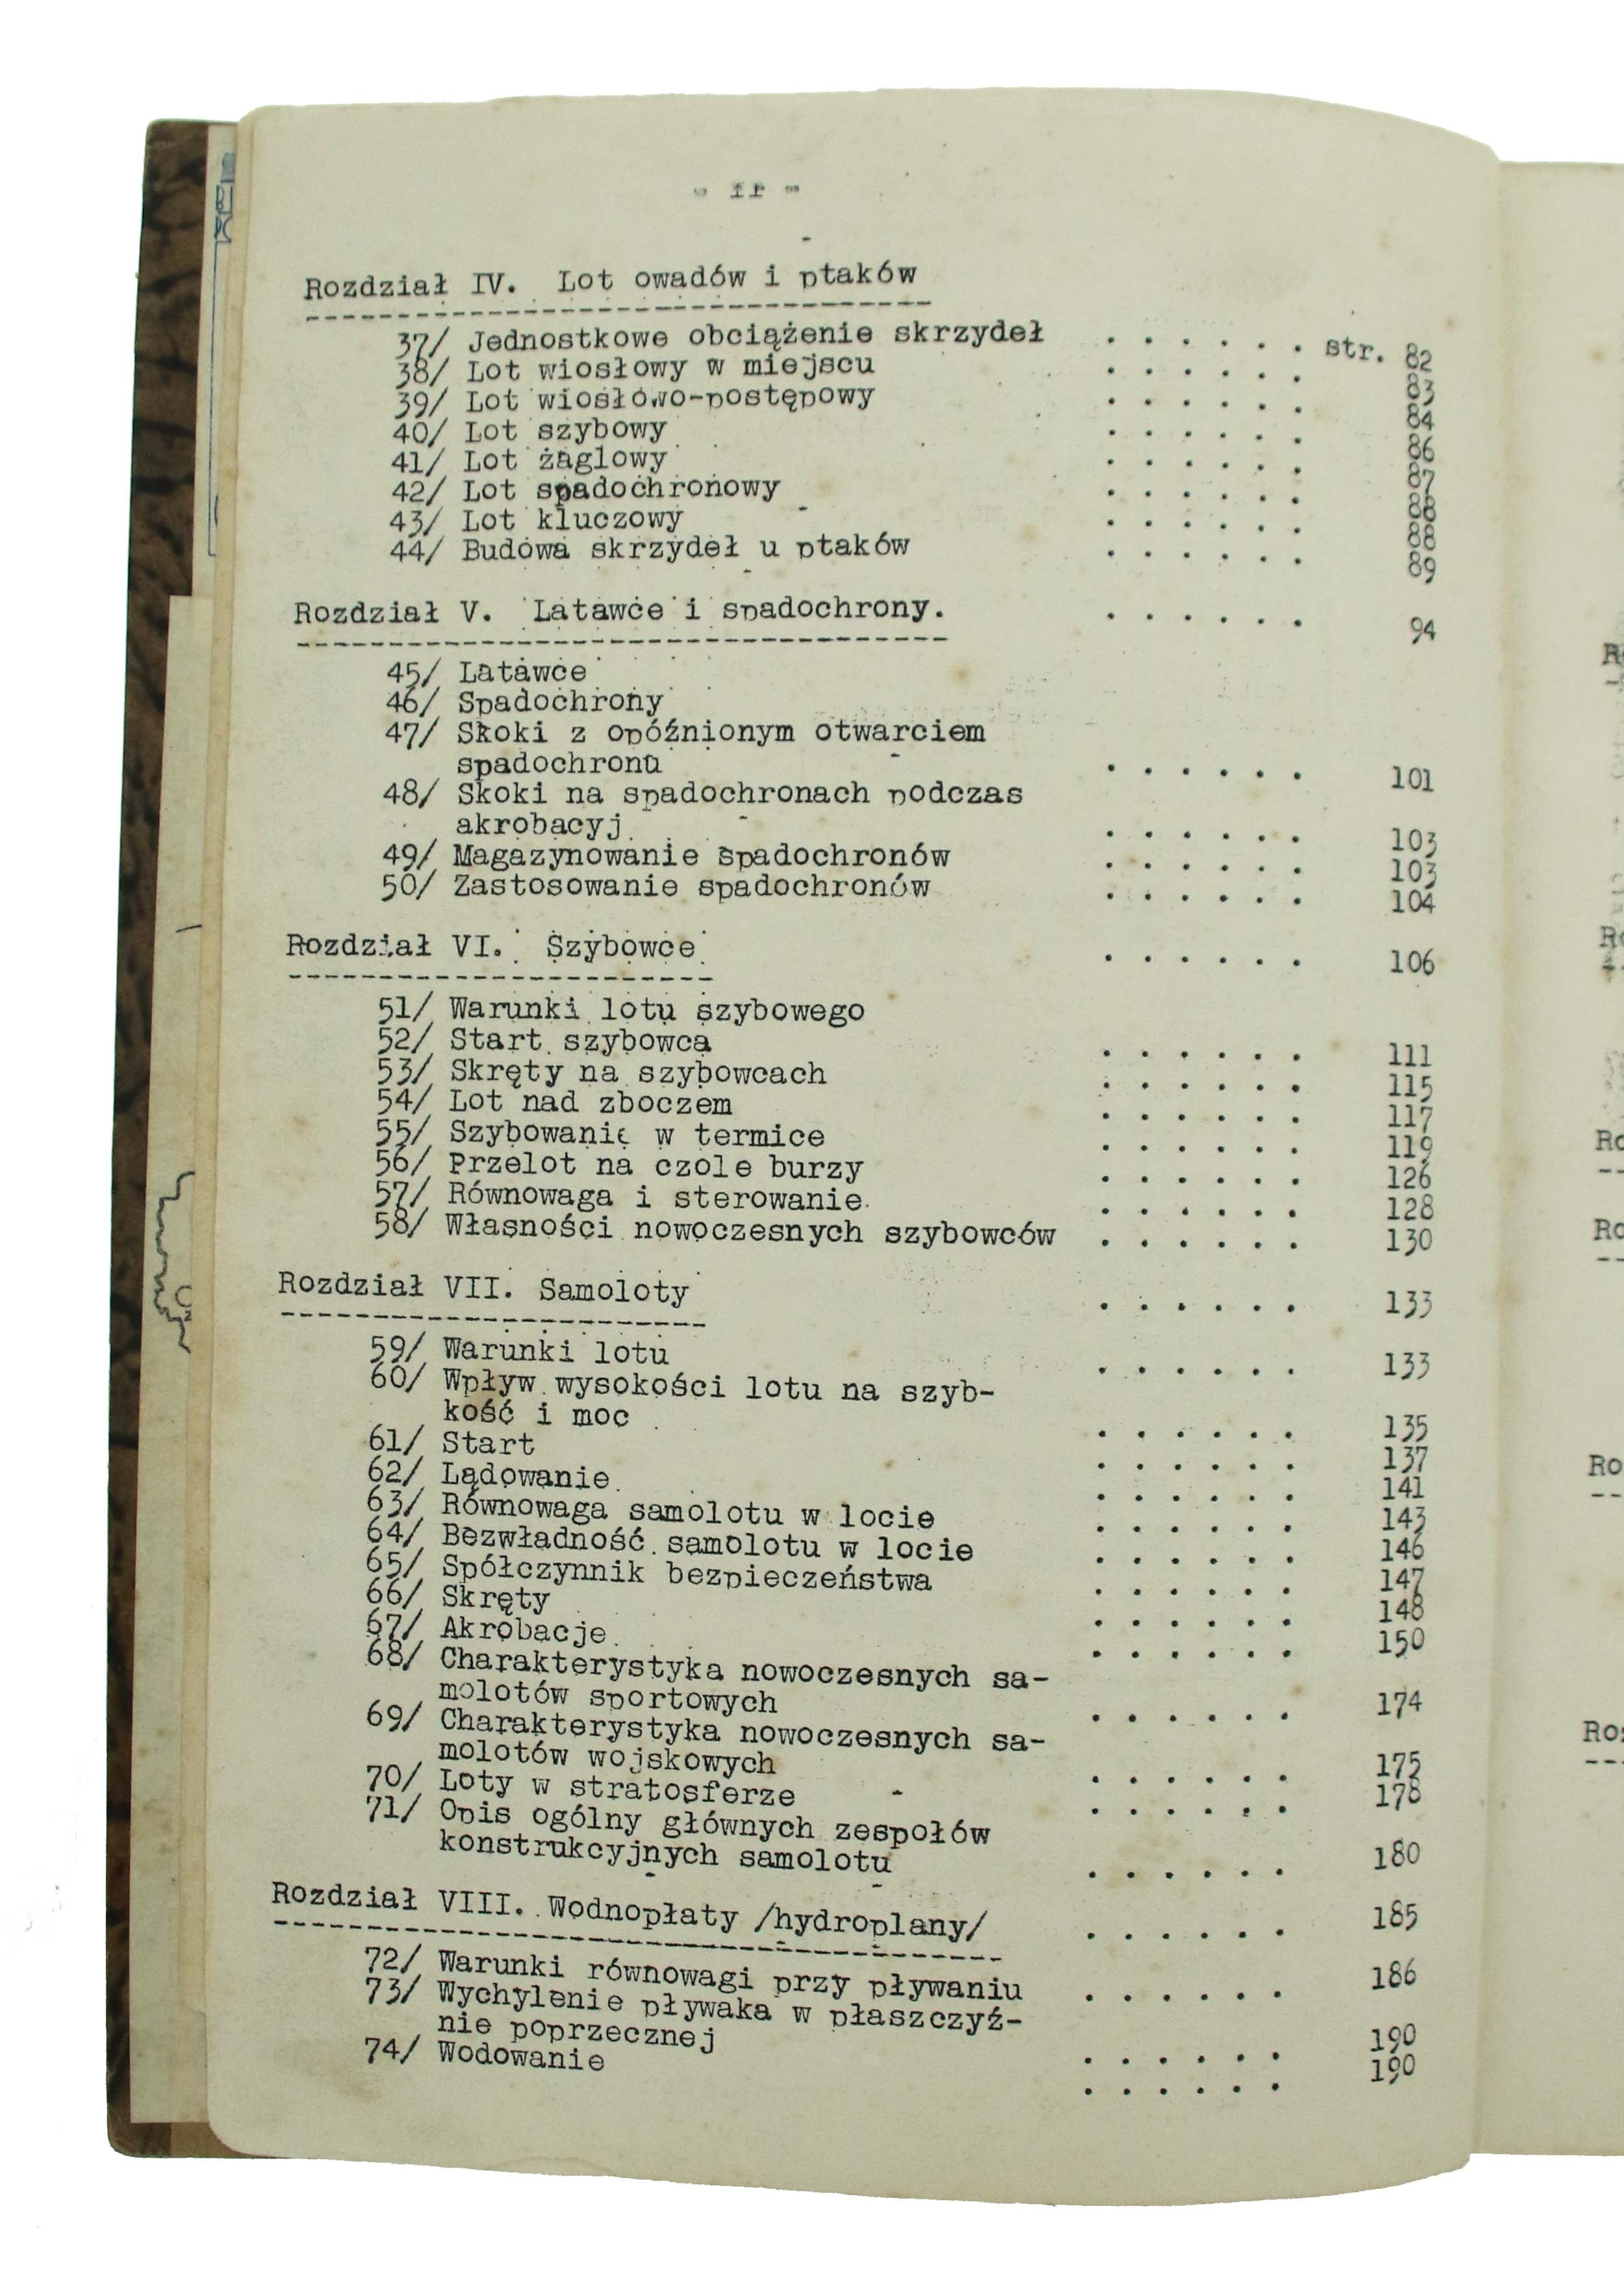 - II -
Rozdział IV. Lot owadów i ptaków
37/ Jednostkowe obciążenie skrzydeł . . . . . . str. 82
38/ Lot wiosłowy w miejscu . . . . . . 83
39/ Lot wiosłowo-postępowy . . . . . . 84
40/ Lot szybowy . . . . . . 86
41/ Lot żaglowy . . . . . . 87
42/ Lot spadochronowy . . . . . . 88
43/ Lot kluczowy . . . . . . 88
44/ Budowa skrzydeł u ptaków . . . . . . 89
Rozdział V. Latawce i spadochrony. . . . . . . 94
45/ Latawce
46/ Spadochrony
47/ Skoki z opóźnionym otwarciem
spadochronu . . . . . . 101
48/ Skoki na spadochronach podczas
akrobacyj . . . . . . 103
49/ Magazynowanie spadochronów . . . . . . 103
50/ Zastosowanie spadochronów . . . . . . 104
Rozdział VI. Szybowce . . . . . . 106
51/ Warunki lotu szybowego
52/ Start szybowca . . . . . . 111
53/ Skręty na szybowcach . . . . . . 115
54/ Lot nad zboczem . . . . . . 117
55/ Szybowanie w termice . . . . . . 119
56/ Przelot na czole burzy . . . . . . 126
57/ Równowaga i sterowanie . . . . . . 128
58/ Własności nowoczesnych szybowców . . . . . . 130
Rozdział VII. Samoloty . . . . . . 133
59/ Warunki lotu . . . . . . 133
60/ Wpływ wysokości lotu na szyb-
kość i moc . . . . . . 135
61/ Start . . . . . . 137
62/ Lądowanie . . . . . . 141
63/ Równowaga samolotu w locie . . . . . . 143
64/ Bezwładność samolotu w locie . . . . . . 146
65/ Spółczynnik bezpieczeństwa . . . . . . 147
66/ Skręty . . . . . . 148
67/ Akrobacje . . . . . . 150
68/ Charakterystyka nowoczesnych sa-
molotów sportowych . . . . . . 174
69/ Charakterystyka nowoczesnych sa-
molotów wojskowych . . . . . . 175
70/ Loty w stratosferze . . . . . . 178
71/ Opis ogólny głównych zespołów
konstrukcyjnych samolotu . . . . . . 180
Rozdział VIII. Wodnopłaty /hydroplany/ . . . . . . 185
72/ Warunki równowagi przy pływaniu . . . . . . 186
73/ Wychylenie pływaka w płaszczyź-
nie poprzecznej . . . . . . 190
74/ Wodowanie . . . . . . 190